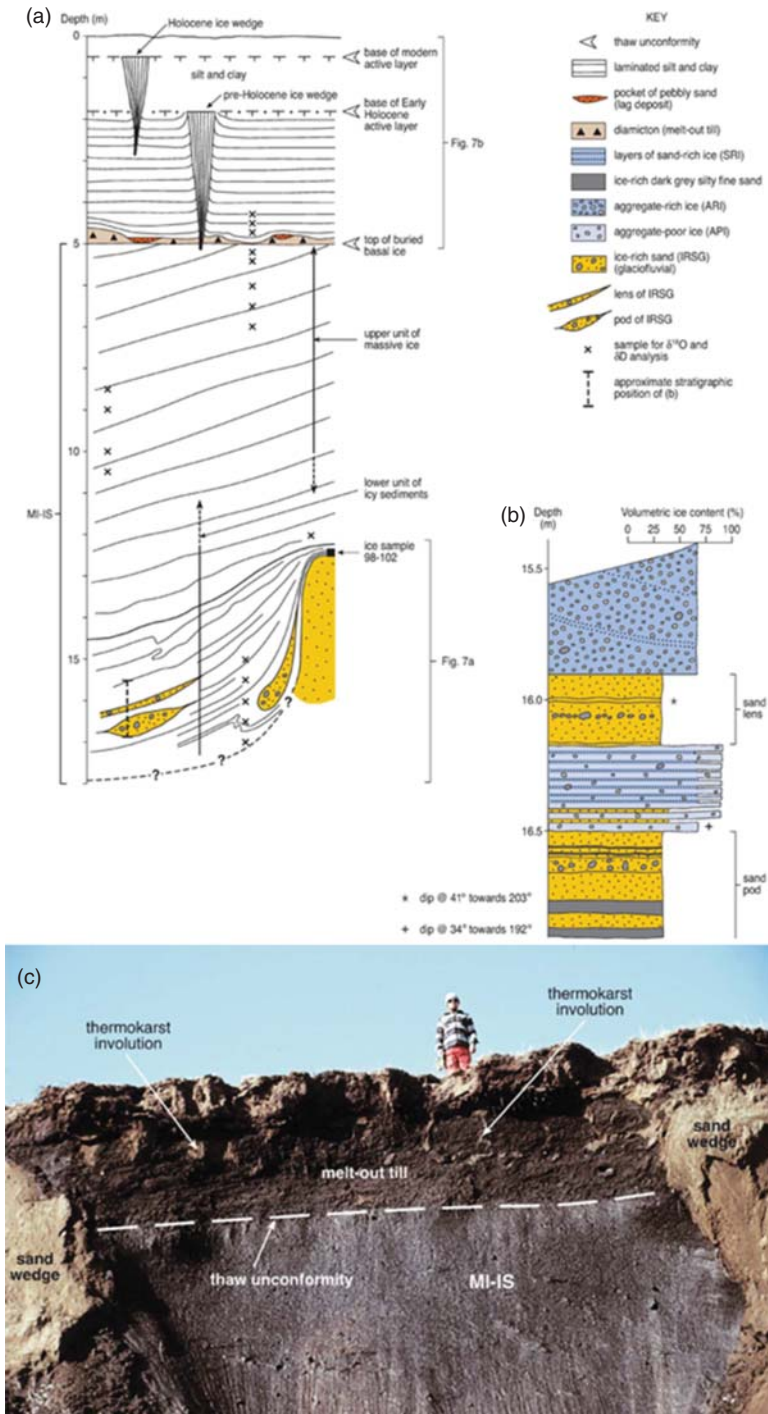 (a)
Depth (m)
0
5
10
15
MI-IS
Holocene ice wedge
silt and clay
pre-Holocene ice wedge
base of modern
active layer
base of Early
Holocene
active layer
Fig. 7b
top of buried
basal ice
upper unit of
massive ice
lower unit of
icy sediments
ice sample
98-102
Fig. 7a
?
?
?
KEY
thaw unconformity
laminated silt and clay
pocket of pebbly sand
(lag deposit)
diamicton (melt-out till)
layers of sand-rich ice (SRI)
ice-rich dark grey silty fine sand
aggregate-rich ice (ARI)
aggregate-poor ice (API)
ice-rich sand (IRSG)
(glaciofluvial)
lens of IRSG
pod of IRSG
sample for δ¹⁸O and
δD analysis
approximate stratigraphic
position of (b)
(b)
Depth
(m)
Volumetric ice content (%)
0 25 50 75 100
15.5
16.0
16.5
sand
lens
sand
pod
* dip @ 41° towards 203°
+ dip @ 34° towards 192°
(c)
thermokarst
involution
thermokarst
involution
sand
wedge
melt-out till
sand
wedge
thaw unconformity
MI-IS